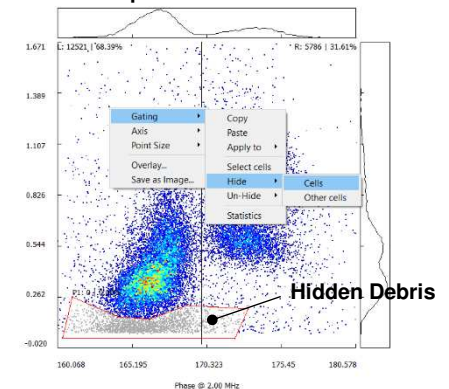 1.671
L: 12521 | 68.39%
R: 5786 | 31.61%
1.389
1.107
0.826
0.544
0.262
-0.020
Gating
Axis
Point Size
Overlay...
Save as Image...
Copy
Paste
Apply to
Select cells
Hide
Un-Hide
Statistics
Cells
Other cells
Hidden Debris
160.068 165.195 170.323 175.45 180.578
Phase @ 2.00 MHz